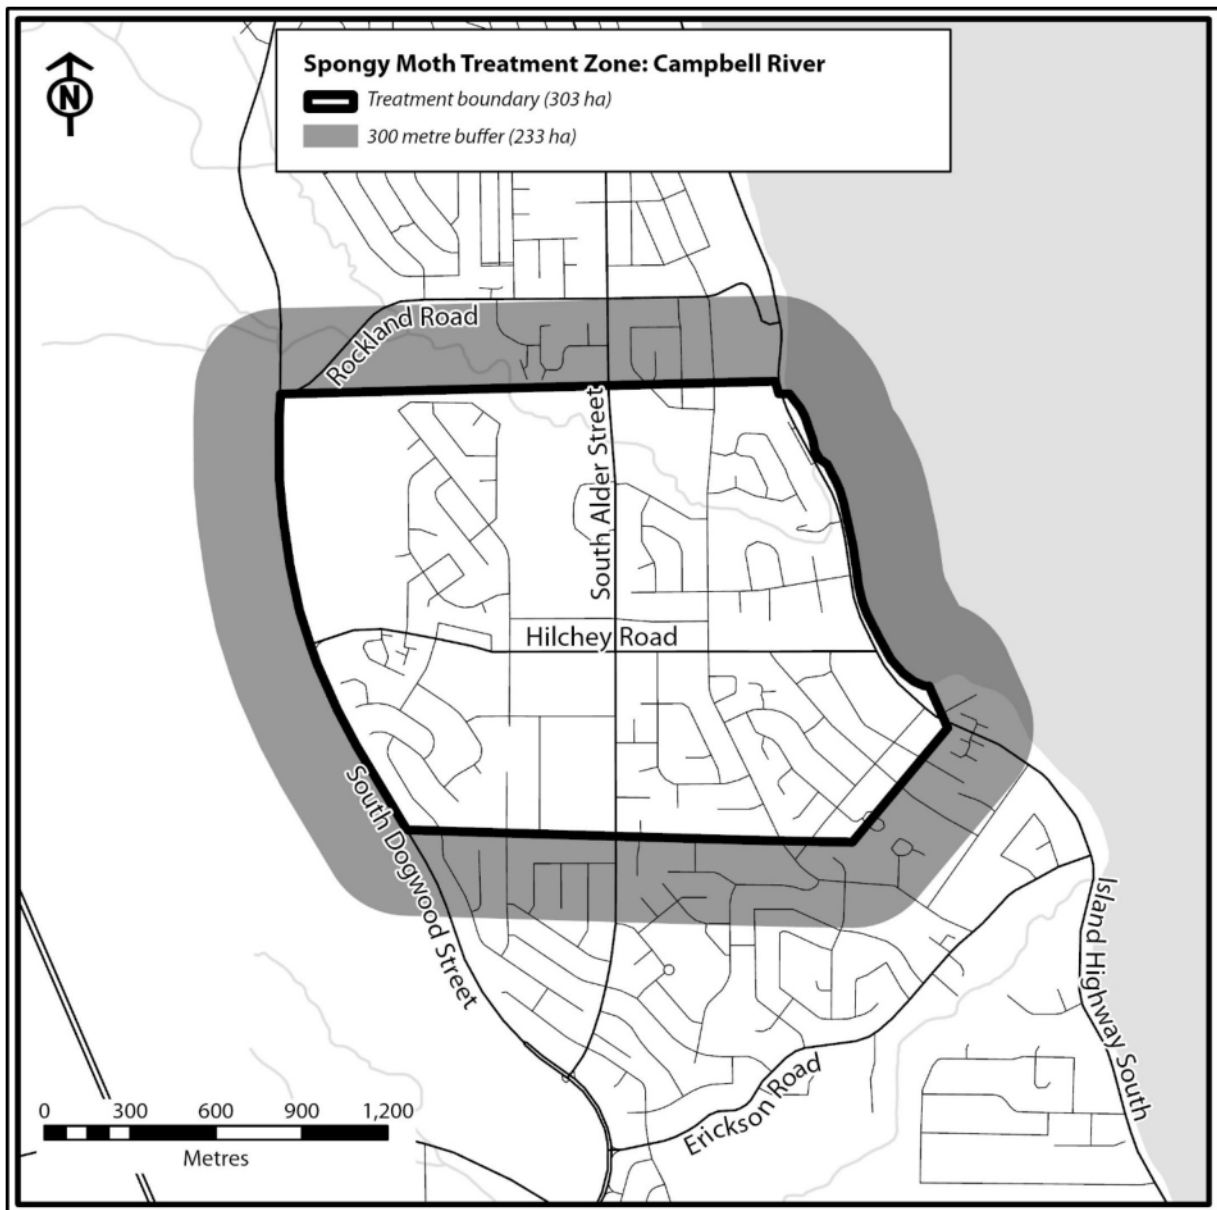 Spongy Moth Treatment Zone: Campbell River
N
Treatment boundary (303 ha)
300 metre buffer (233 ha)
Rockland Road
South Alder Street
Hilchey Road
South Dogwood Street
Island Highway South
Erickson Road
0 300 600 900 1,200
Metres